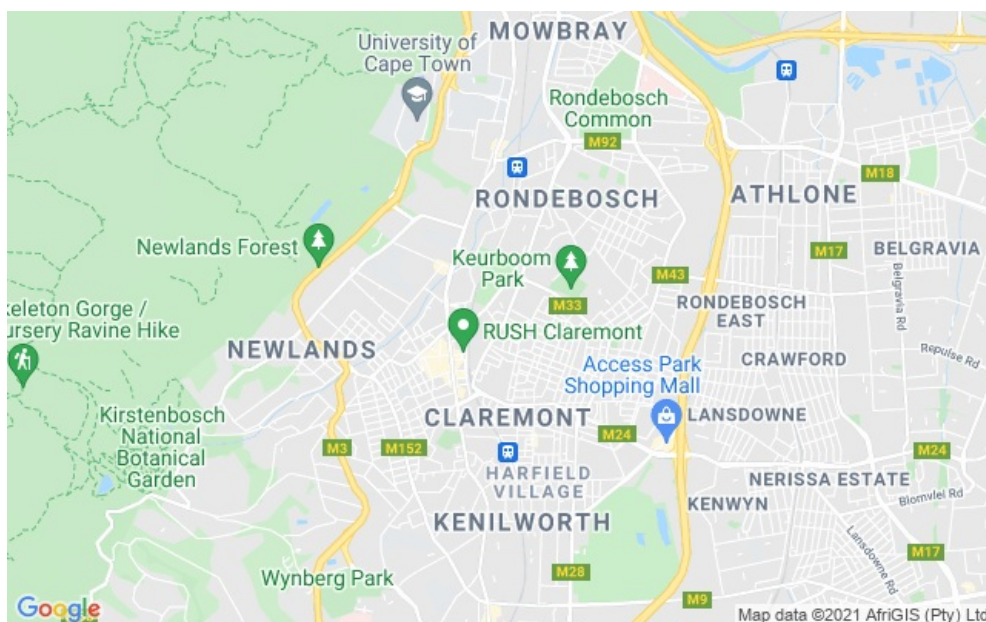 MOWBRAY
University of
Cape Town
Rondebosch
Common
M92
M18
RONDEBOSCH
ATHLONE
Newlands Forest
Keurboom
Park
M17
BELGRAVIA
M43
Belgravia Rd
M33
RONDEBOSCH
EAST
keleton Gorge /
ursery Ravine Hike
RUSH Claremont
NEWLANDS
Access Park
Shopping Mall
CRAWFORD
Repulse Rd
Kirstenbosch
National
Botanical
Garden
CLAREMONT
LANSDOWNE
M3
M152
M24
M24
HARFIELD
VILLAGE
NERISSA ESTATE
KENWYN
Blomvlei Rd
KENILWORTH
Lansdowne Rd
M17
Wynberg Park
M28
M9
Google
Map data ©2021 AfriGIS (Pty) Ltd